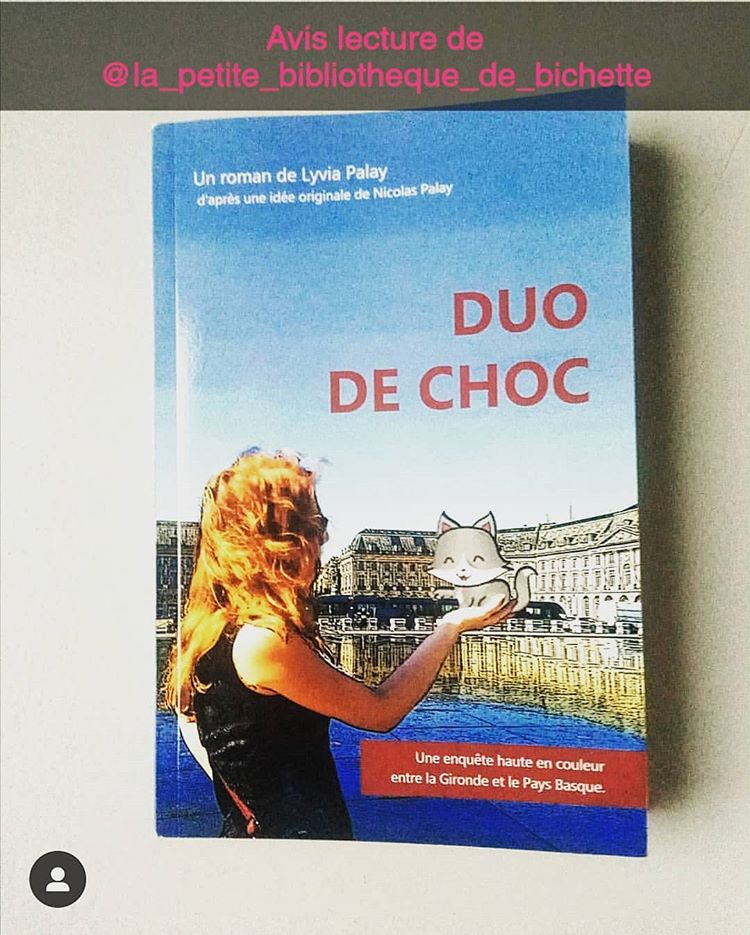 Avis lecture de
@la_petite_bibliotheque_de_bichette
Un roman de Lyvia Palay
d'après une idée originale de Nicolas Palay
DUO
DE CHOC
Une enquête haute en couleur
entre la Gironde et le Pays Basque.